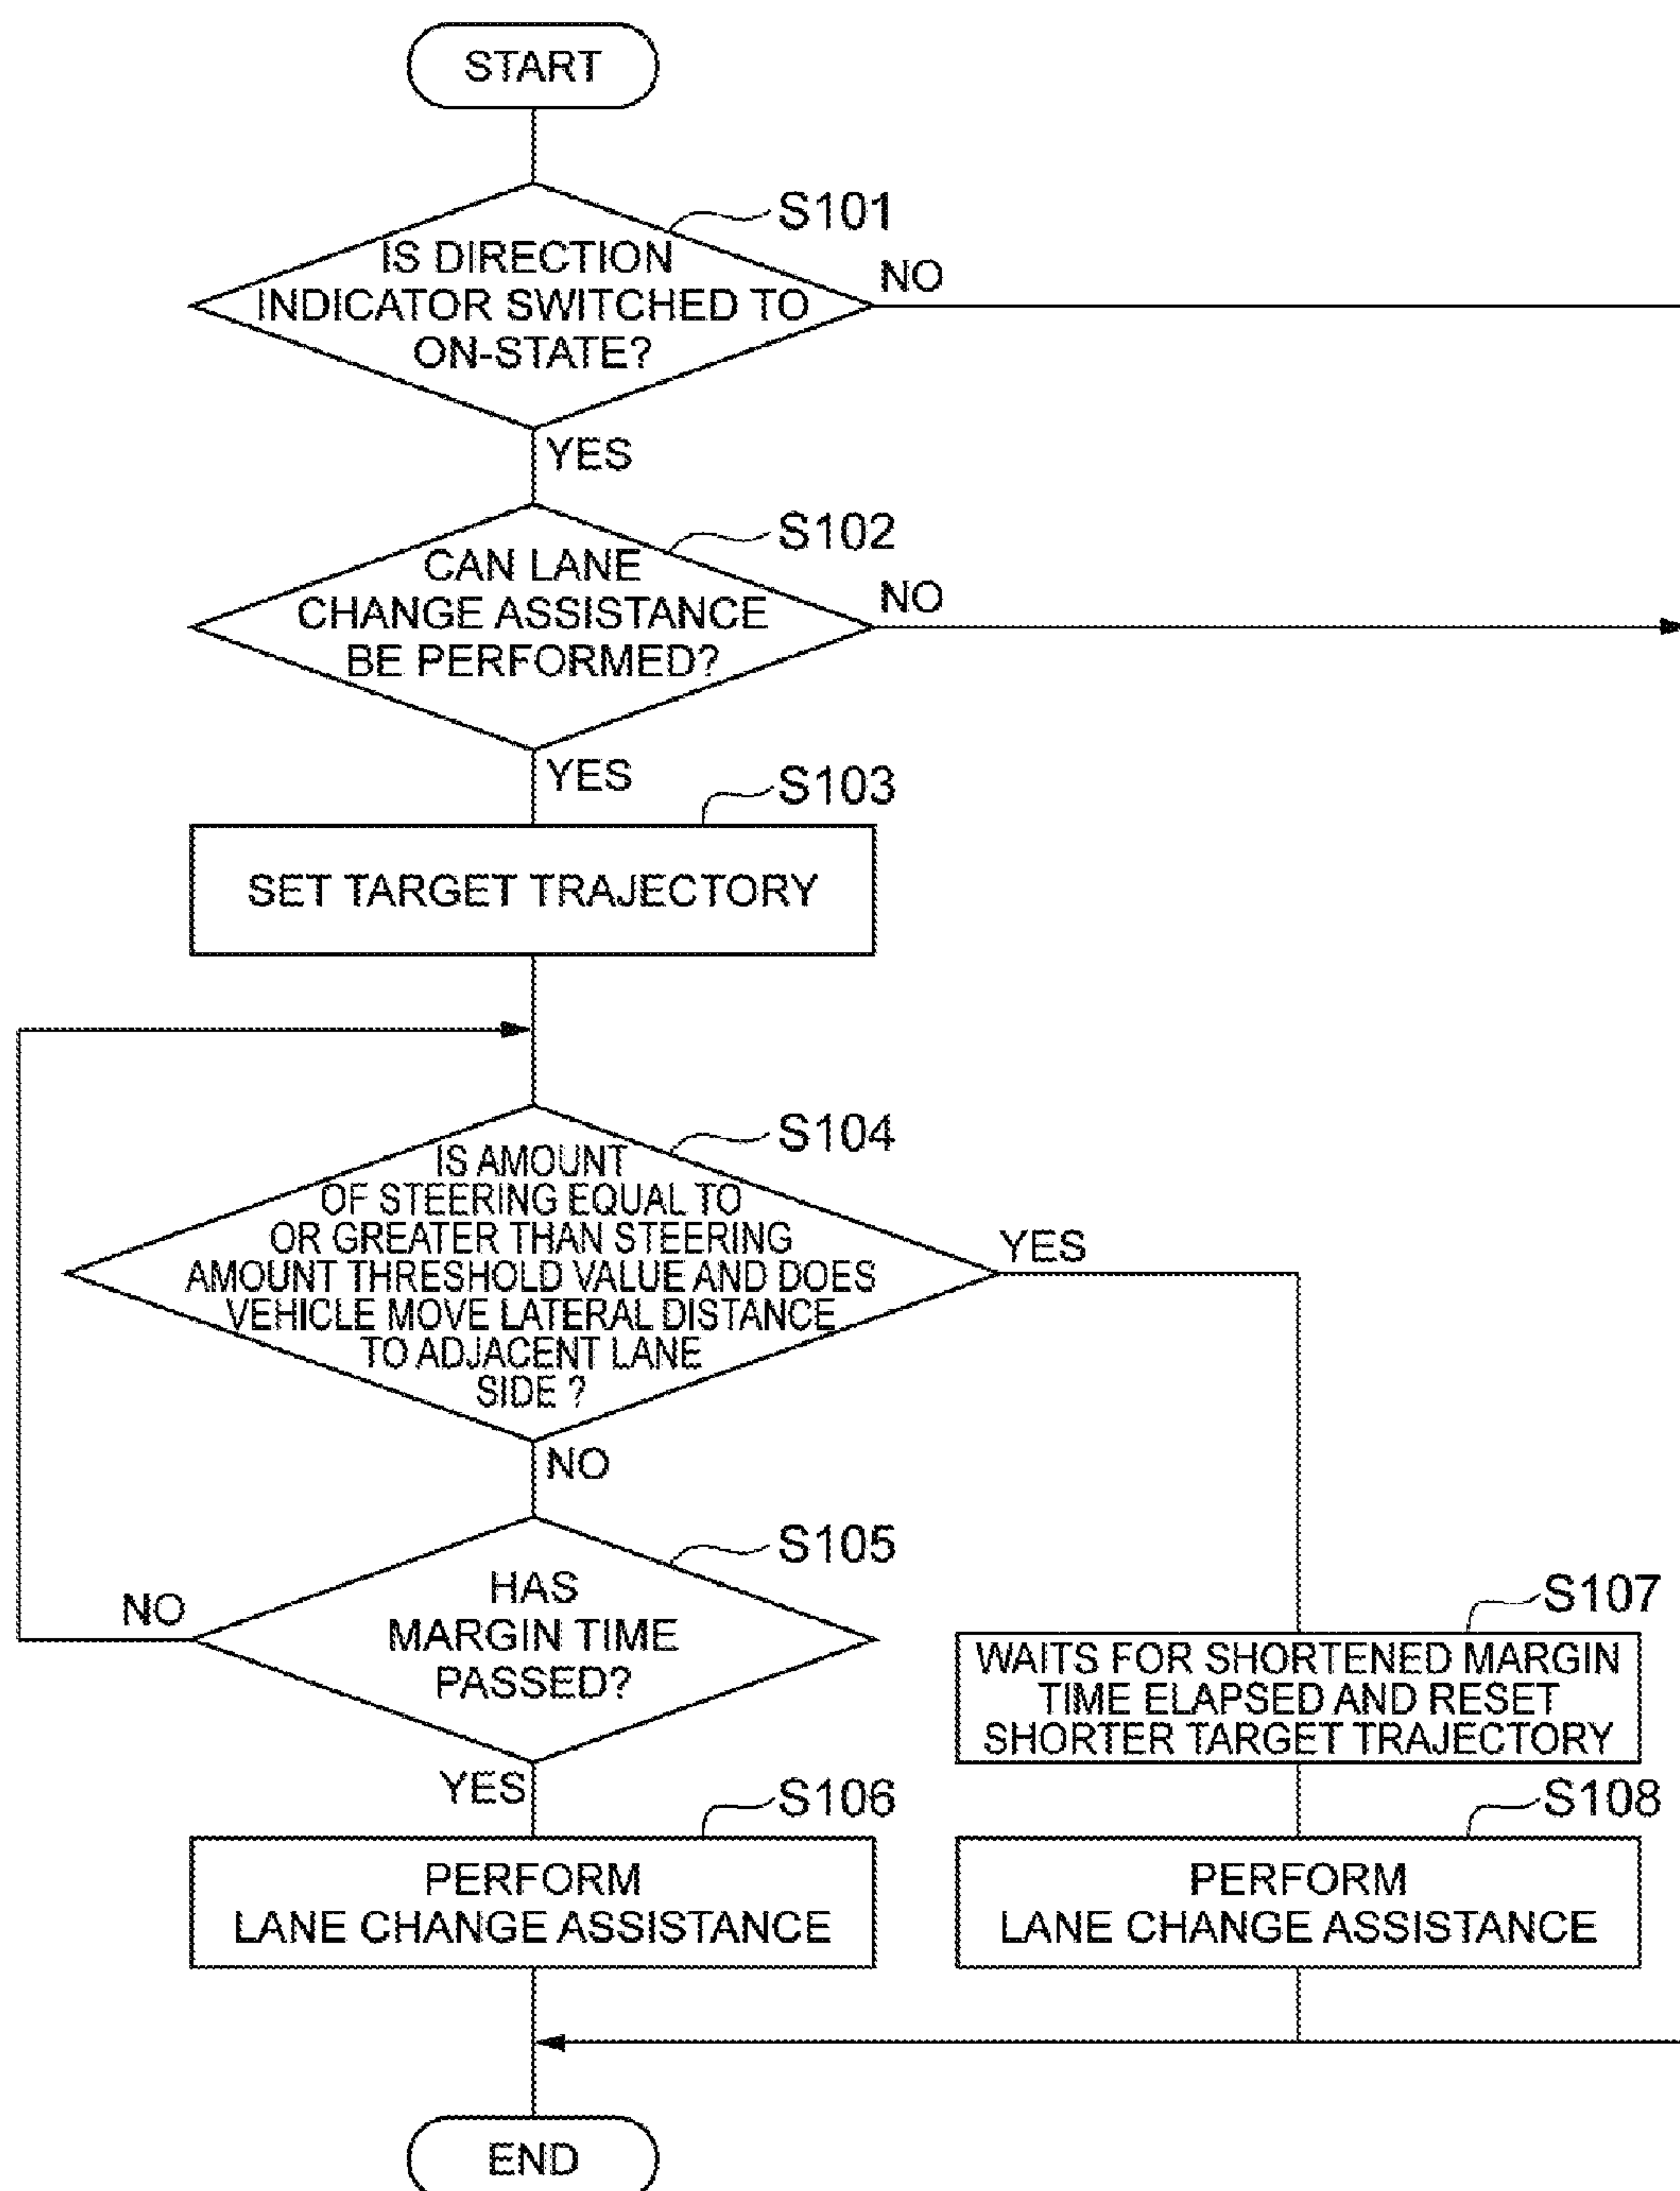 START
S101
IS DIRECTION
INDICATOR SWITCHED TO
ON-STATE?
NO
YES
S102
CAN LANE
CHANGE ASSISTANCE
BE PERFORMED?
NO
YES
S103
SET TARGET TRAJECTORY
S104
IS AMOUNT
OF STEERING EQUAL TO
OR GREATER THAN STEERING
AMOUNT THRESHOLD VALUE AND DOES
VEHICLE MOVE LATERAL DISTANCE
TO ADJACENT LANE
SIDE ?
YES
NO
S105
HAS
MARGIN TIME
PASSED?
NO
YES
S107
WAITS FOR SHORTENED MARGIN
TIME ELAPSED AND RESET
SHORTER TARGET TRAJECTORY
S106
PERFORM
LANE CHANGE ASSISTANCE
S108
PERFORM
LANE CHANGE ASSISTANCE
END